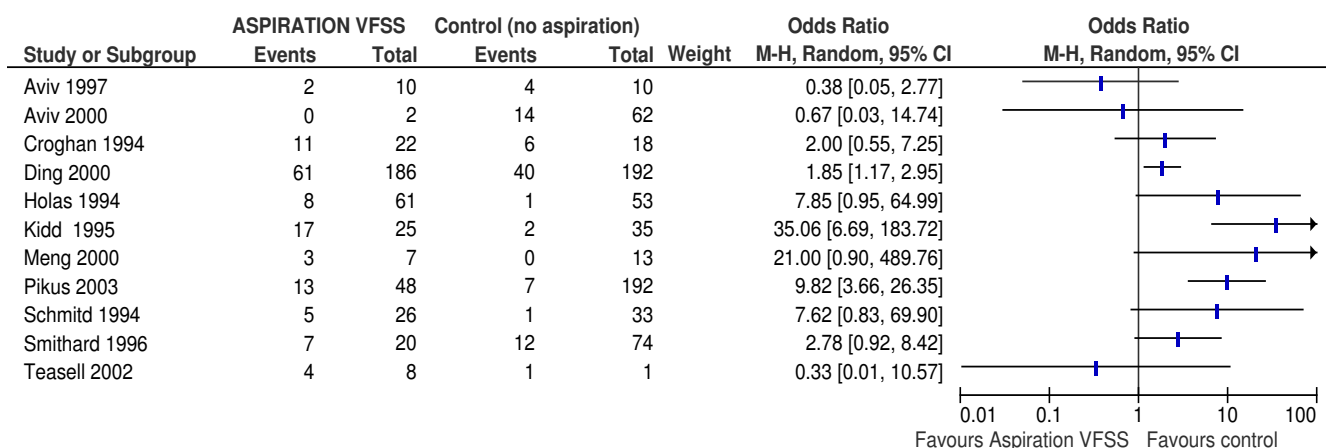 ASPIRATION VFSS Control (no aspiration) Odds Ratio Odds Ratio
Study or Subgroup Events Total Events Total Weight M-H, Random, 95% CI M-H, Random, 95% CI
Aviv 1997 2 10 4 10 0.38 [0.05, 2.77]
Aviv 2000 0 2 14 62 0.67 [0.03, 14.74]
Croghan 1994 11 22 6 18 2.00 [0.55, 7.25]
Ding 2000 61 186 40 192 1.85 [1.17, 2.95]
Holas 1994 8 61 1 53 7.85 [0.95, 64.99]
Kidd 1995 17 25 2 35 35.06 [6.69, 183.72]
Meng 2000 3 7 0 13 21.00 [0.90, 489.76]
Pikus 2003 13 48 7 192 9.82 [3.66, 26.35]
Schmitd 1994 5 26 1 33 7.62 [0.83, 69.90]
Smithard 1996 7 20 12 74 2.78 [0.92, 8.42]
Teasell 2002 4 8 1 1 0.33 [0.01, 10.57]
0.01 0.1 1 10 100
Favours Aspiration VFSS Favours control